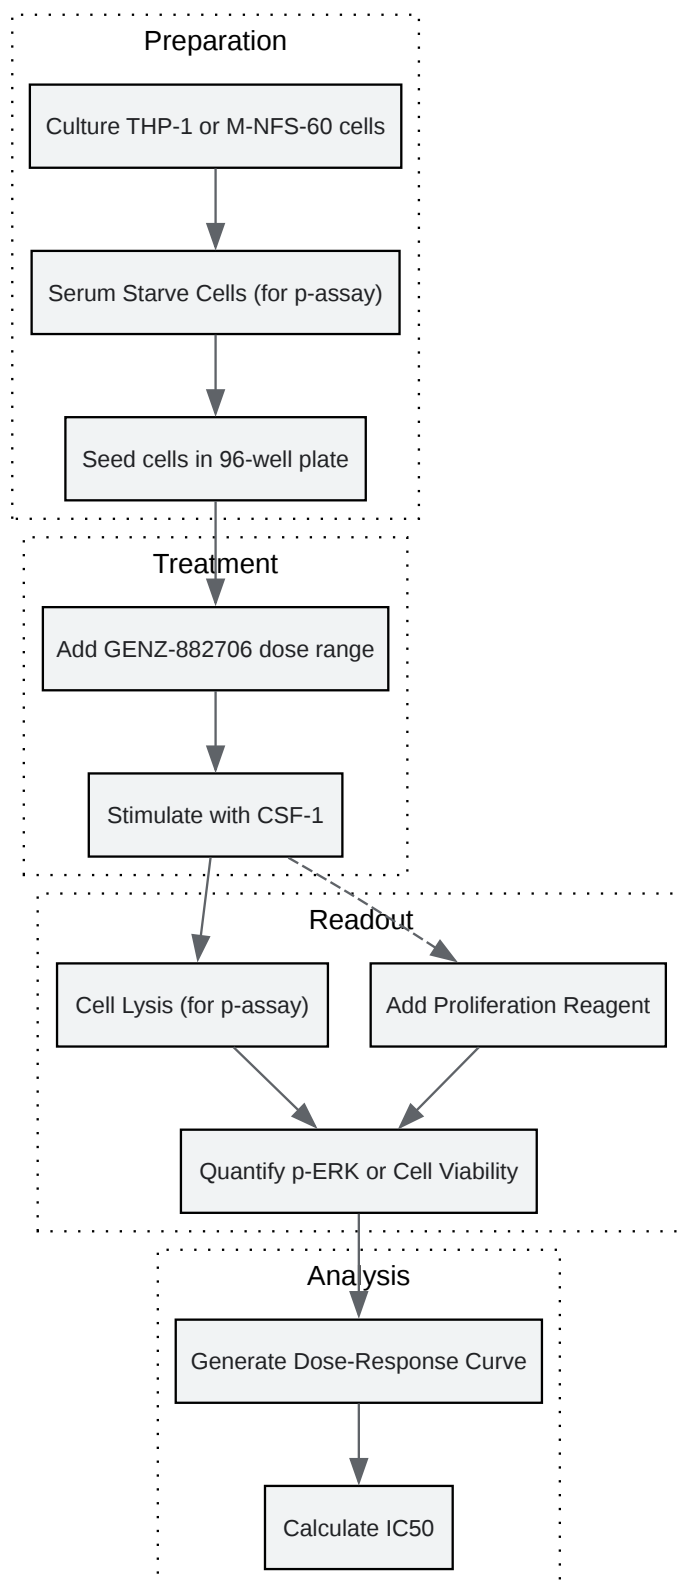 Preparation
Culture THP-1 or M-NFS-60 cells
Serum Starve Cells (for p-assay)
Seed cells in 96-well plate
Treatment
Add GENZ-882706 dose range
Stimulate with CSF-1
Readout
Cell Lysis (for p-assay)
Add Proliferation Reagent
Quantify p-ERK or Cell Viability
Analysis
Generate Dose-Response Curve
Calculate IC50